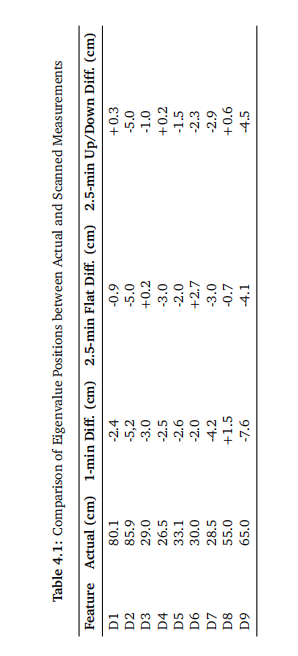 Table 4.1: Comparison of Eigenvalue Positions between Actual and Scanned Measurements
Feature Actual (cm) 1-min Diff. (cm) 2.5-min Flat Diff. (cm) 2.5-min Up/Down Diff. (cm)
D1 80.1 -2.4 -0.9 +0.3
D2 85.9 -5,2 -5.0 -5.0
D3 29.0 -3.0 +0.2 -1.0
D4 26.5 -2.5 -3.0 +0.2
D5 33.1 -2.6 -2.0 -1.5
D6 30.0 -2.0 +2.7 -2.3
D7 28.5 -4.2 -3.0 -2.9
D8 55.0 +1.5 -0.7 +0.6
D9 65.0 -7.6 -4.1 -4.5